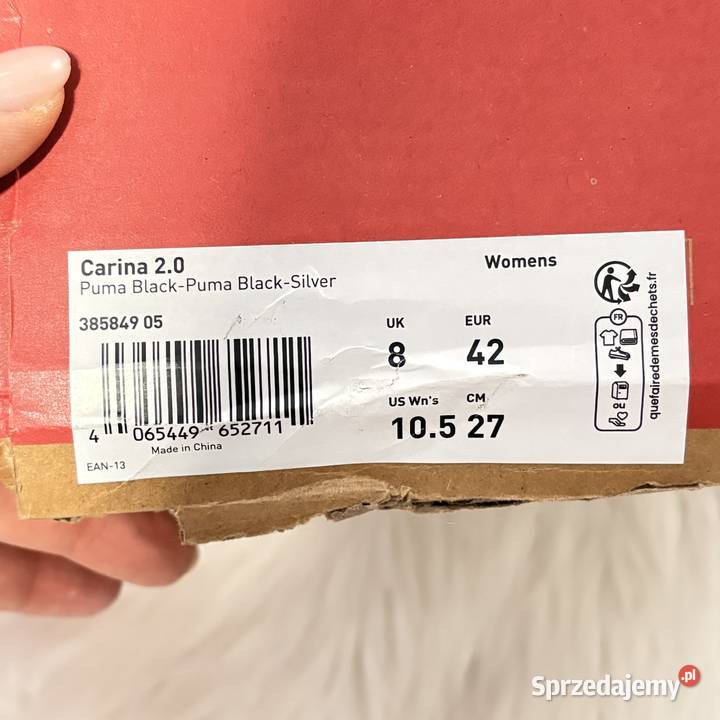 Carina 2.0
Womens
Puma Black-Puma Black-Silver
385849 05
UK
EUR
8
42
US Wn's
CM
10.5
27
4 065449 652711
Made in China
EAN-13
FR
OU
quefairedemesdechets.fr
Sprzedajemy.pl